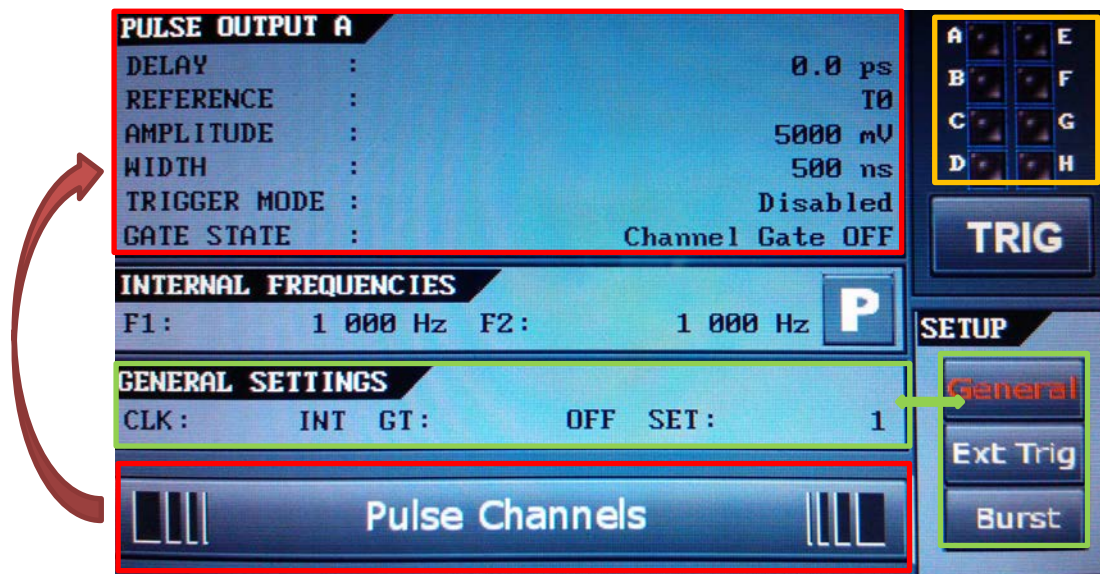 PULSE OUTPUT A
DELAY : 0.0 ps
REFERENCE : T0
AMPLITUDE : 5000 mV
WIDTH : 500 ns
TRIGGER MODE : Disabled
GATE STATE : Channel Gate OFF
INTERNAL FREQUENCIES
F1: 1 000 Hz F2: 1 000 Hz
P
GENERAL SETTINGS
CLK: INT GT: OFF SET: 1
Pulse Channels
A E
B F
C G
D H
TRIG
SETUP
General
Ext Trig
Burst